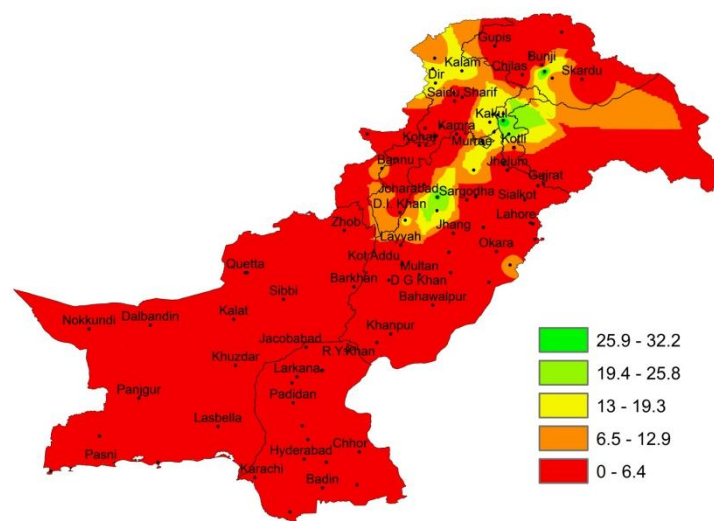 Gupis
Kalam
Bunji
Chilas
Skardu
Dir
Saidu Sharif
Kakul
Kamra
Kohat
Murree
Kotli
Bannu
Jhelum
Gujrat
Joharabad
Sargodha
D.I. Khan
Sialkot
Lahore
Zhob
Layyah
Jhang
Okara
Kot Addu
Quetta
Multan
Barkhan
D G Khan
Sibbi
Bahawalpur
Kalat
Dalbandin
Nokkundi
Khanpur
Jacobabad
R.Y.Khan
Khuzdar
Larkana
Panjgur
Padidan
Lasbella
Pasni
Hyderabad
Chhor
Karachi
Badin
25.9 - 32.2
19.4 - 25.8
13 - 19.3
6.5 - 12.9
0 - 6.4